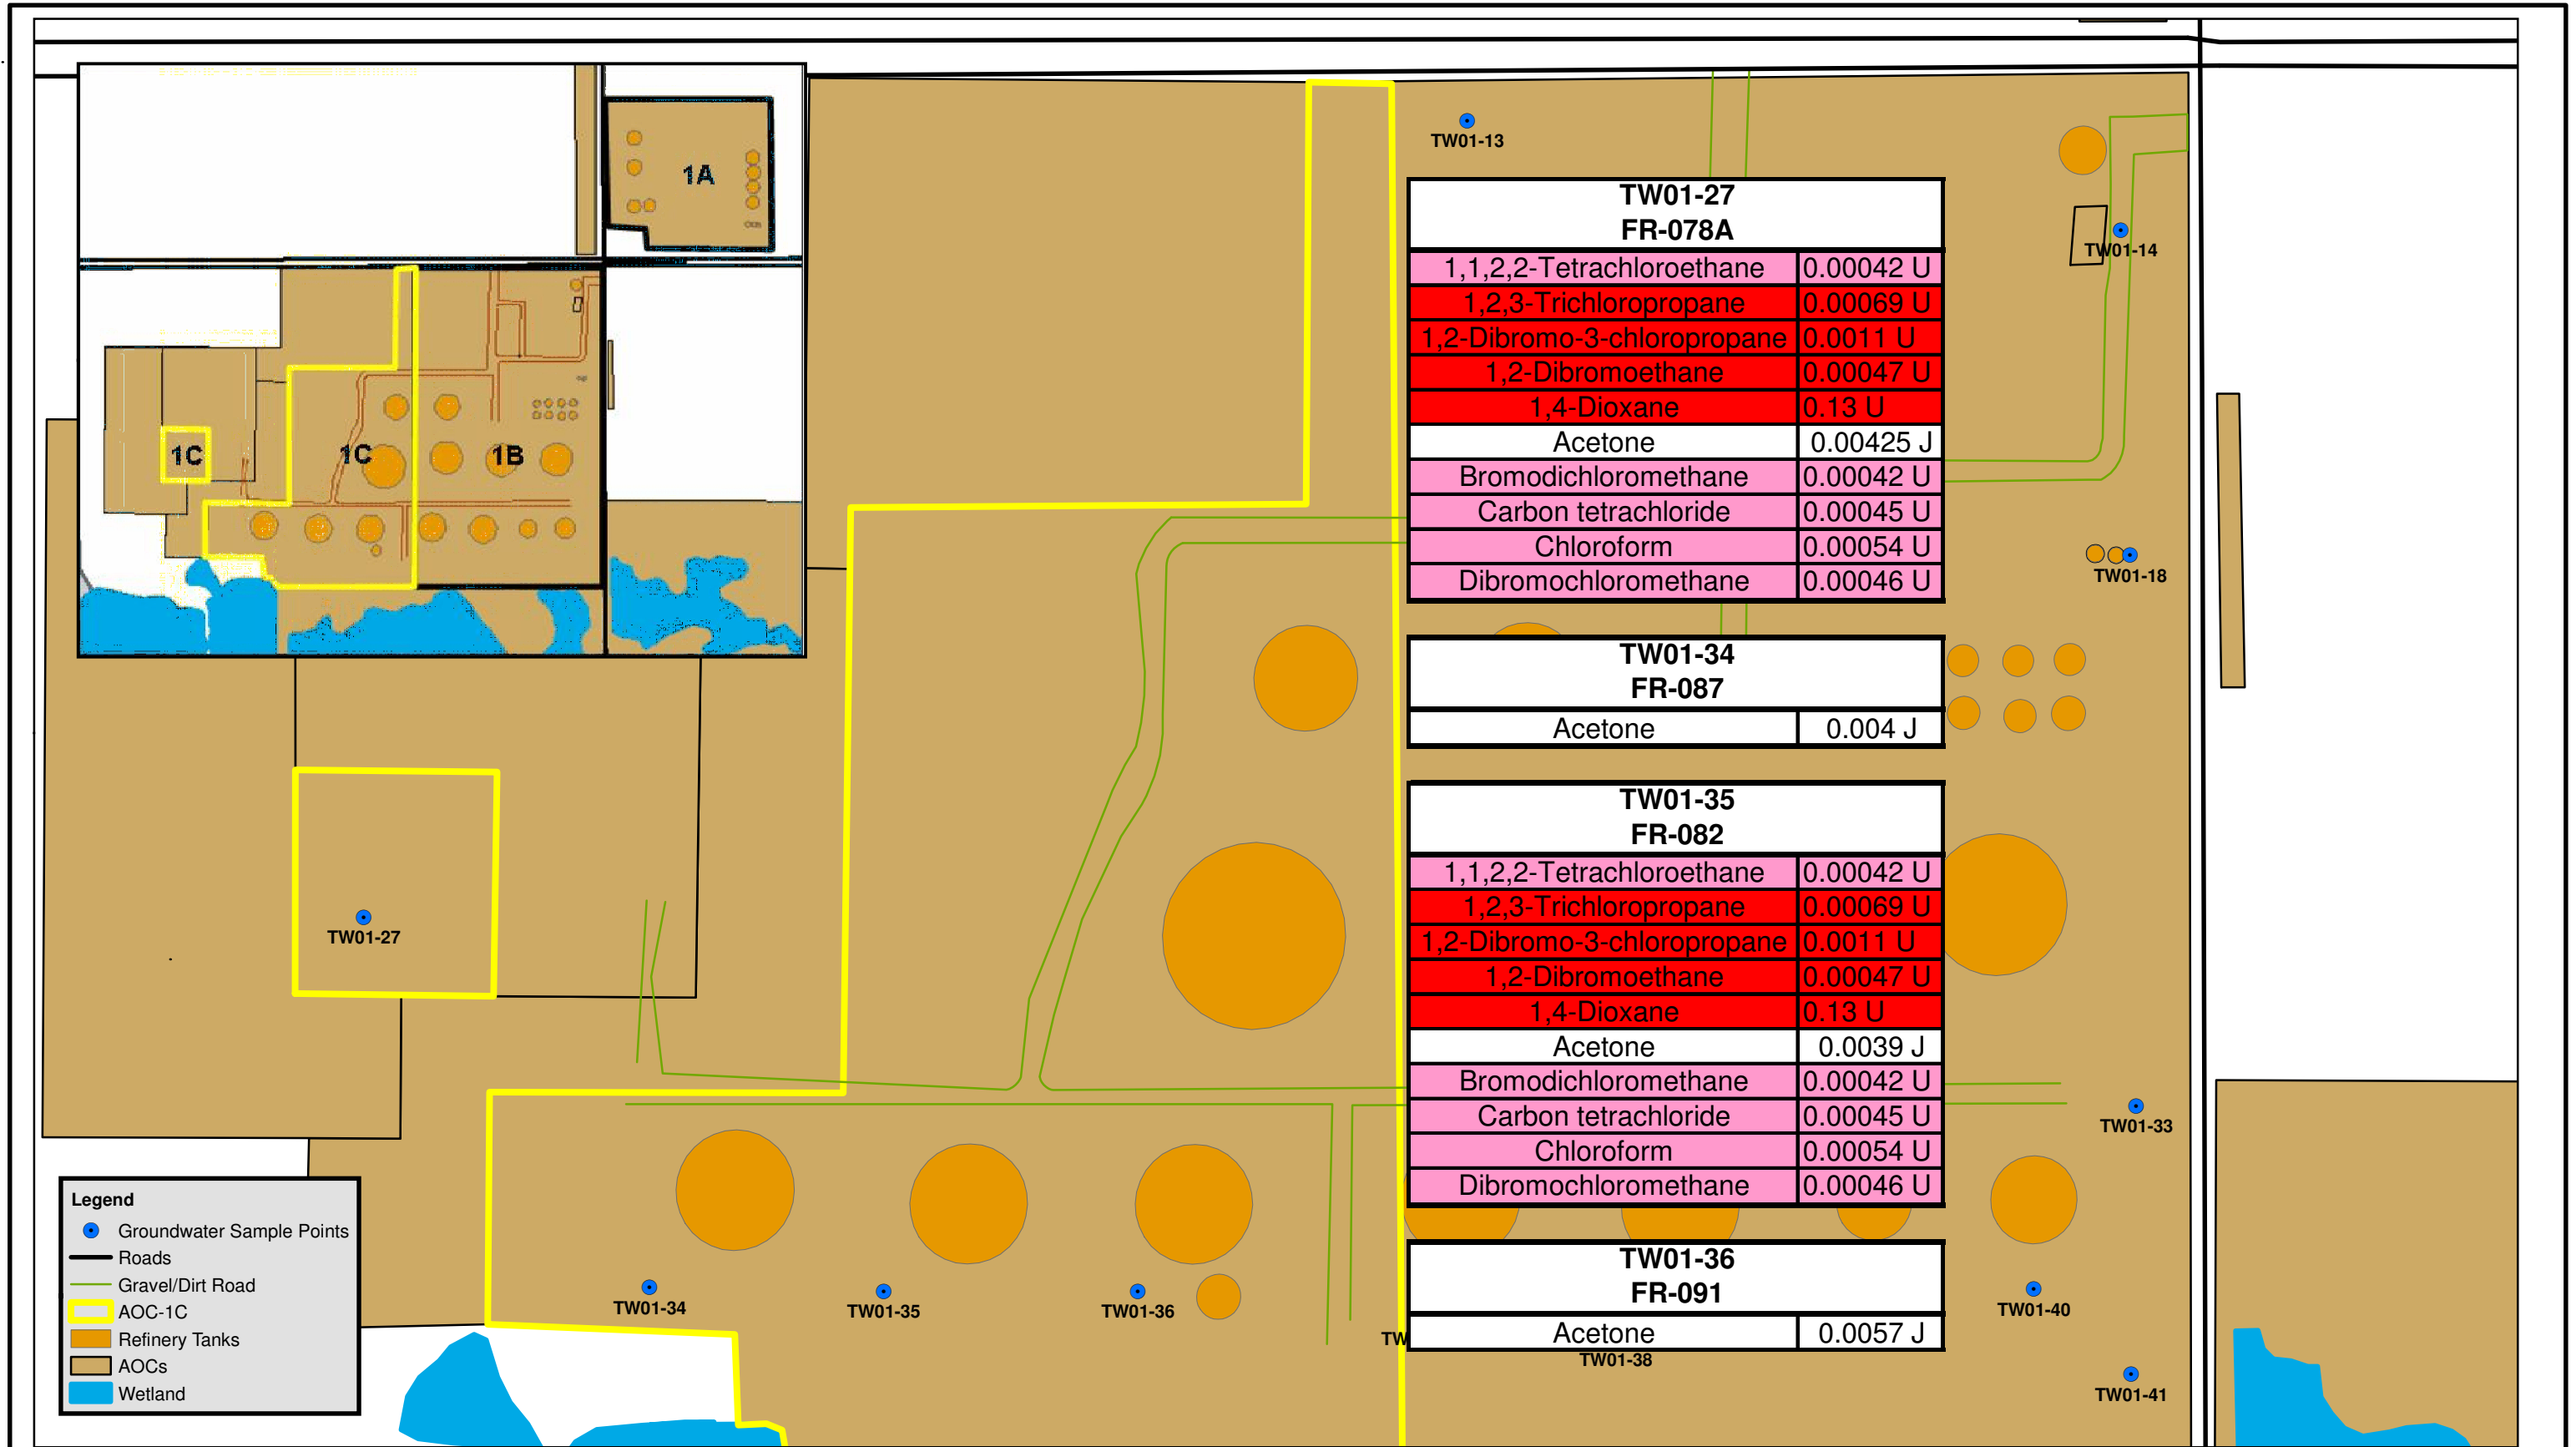 1A
1C
1C
1B
TW01-13
TW01-14
TW01-18
TW01-27
FR-078A
1,1,2,2-Tetrachloroethane 0.00042 U
1,2,3-Trichloropropane 0.00069 U
1,2-Dibromo-3-chloropropane 0.0011 U
1,2-Dibromoethane 0.00047 U
1,4-Dioxane 0.13 U
Acetone 0.00425 J
Bromodichloromethane 0.00042 U
Carbon tetrachloride 0.00045 U
Chloroform 0.00054 U
Dibromochloromethane 0.00046 U
TW01-34
FR-087
Acetone 0.004 J
TW01-35
FR-082
1,1,2,2-Tetrachloroethane 0.00042 U
1,2,3-Trichloropropane 0.00069 U
1,2-Dibromo-3-chloropropane 0.0011 U
1,2-Dibromoethane 0.00047 U
1,4-Dioxane 0.13 U
Acetone 0.0039 J
Bromodichloromethane 0.00042 U
Carbon tetrachloride 0.00045 U
Chloroform 0.00054 U
Dibromochloromethane 0.00046 U
TW01-36
FR-091
Acetone 0.0057 J
TW01-27
TW01-33
TW01-34
TW01-35
TW01-36
TW
TW01-38
TW01-40
TW01-41
Legend
Groundwater Sample Points
Roads
Gravel/Dirt Road
AOC-1C
Refinery Tanks
AOCs
Wetland